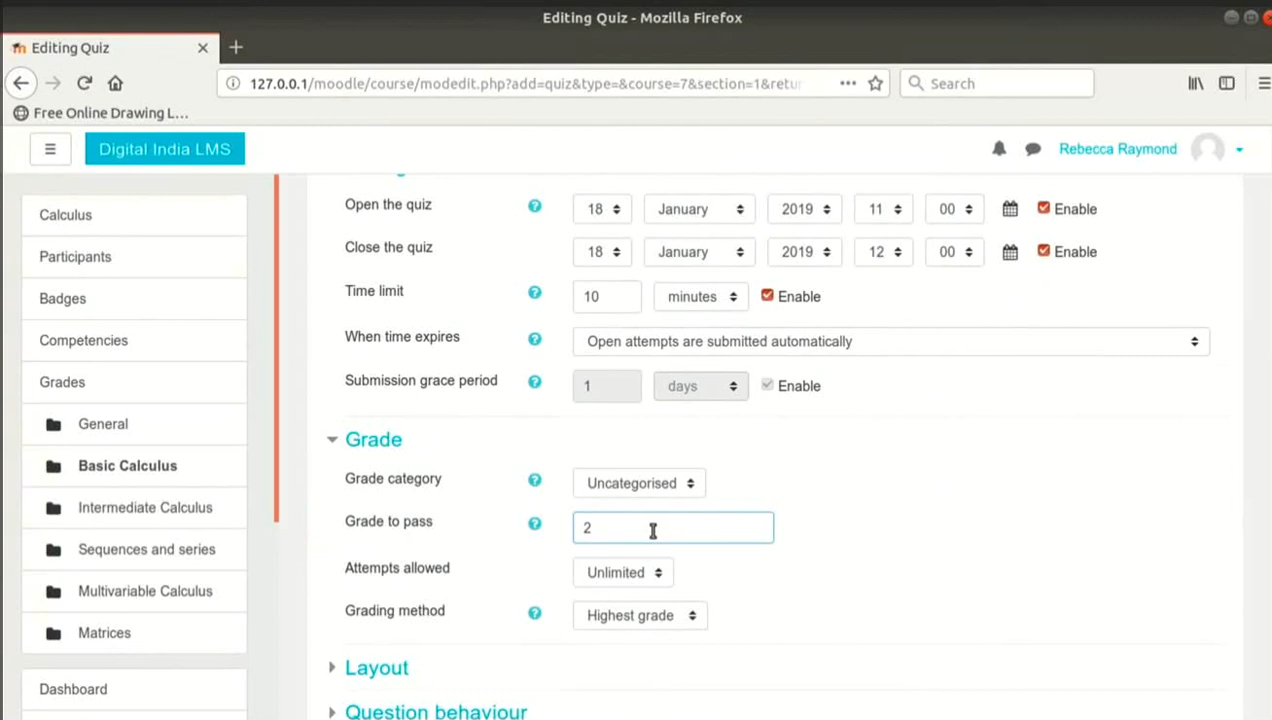 Editing Quiz - Mozilla Firefox
Editing Quiz
127.0.0.1/moodle/course/modedit.php?add=quiz&type=&course=7&section=1&retur
Search
Free Online Drawing L...
Digital India LMS
Rebecca Raymond
Calculus
Participants
Badges
Competencies
Grades
General
Basic Calculus
Intermediate Calculus
Sequences and series
Multivariable Calculus
Matrices
Dashboard
Open the quiz 18 January 2019 11 00 Enable
Close the quiz 18 January 2019 12 00 Enable
Time limit 10 minutes Enable
When time expires Open attempts are submitted automatically
Submission grace period 1 days Enable
Grade
Grade category Uncategorised
Grade to pass 2
Attempts allowed Unlimited
Grading method Highest grade
Layout
Question behaviour